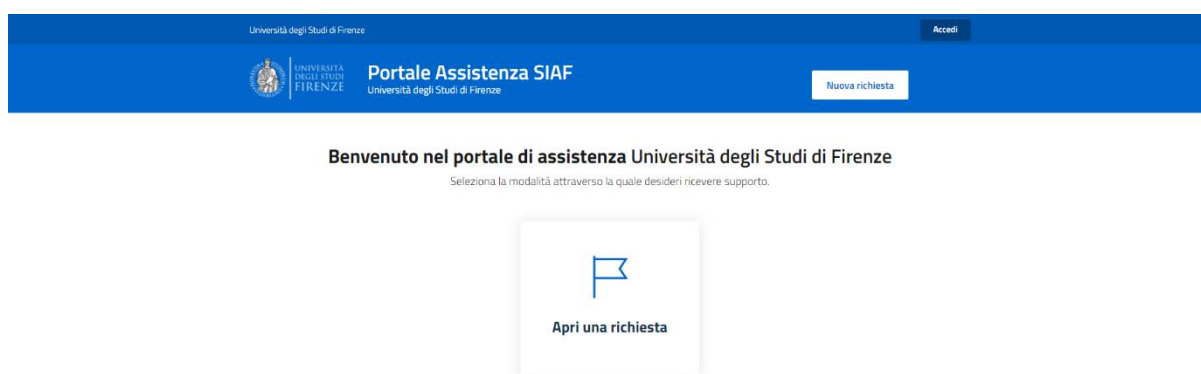 Università degli Studi di Firenze
Accedi
UNIVERSITÀ
DEGLI STUDI
FIRENZE
Portale Assistenza SIAF
Università degli Studi di Firenze
Nuova richiesta
Benvenuto nel portale di assistenza Università degli Studi di Firenze
Seleziona la modalità attraverso la quale desideri ricevere supporto.
Apri una richiesta